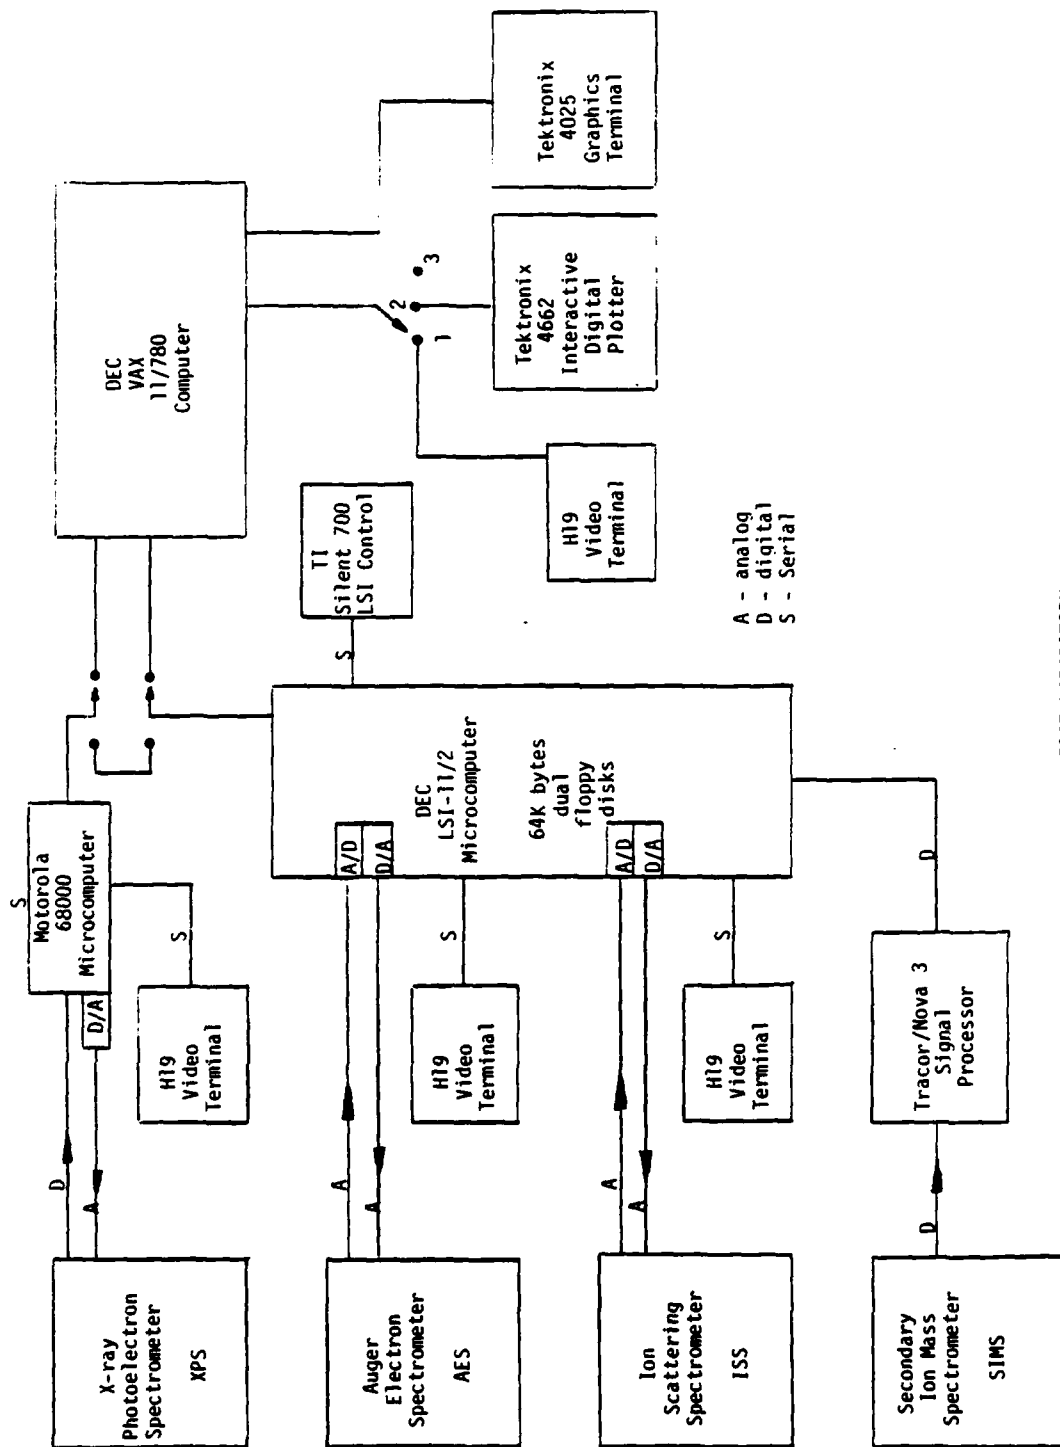 X-ray
Photoelectron
Spectrometer
XPS
D
A
D/A
S
Motorola
68000
Microcomputer
S
H19
Video
Terminal
DEC
VAX
11/780
Computer
Auger
Electron
Spectrometer
AES
A
A
A/D
D/A
S
H19
Video
Terminal
DEC
LSI-11/2
Microcomputer
64K bytes
dual
floppy
disks
S
TI
Silent 700
LSI Control
1
2
3
H19
Video
Terminal
Tektronix
4662
Interactive
Digital
Plotter
Tektronix
4025
Graphics
Terminal
Ion
Scattering
Spectrometer
ISS
A
A
A/D
D/A
S
H19
Video
Terminal
Secondary
Ion Mass
Spectrometer
SIMS
D
Tracor/Nova 3
Signal
Processor
D
A - analog
D - digital
S - Serial